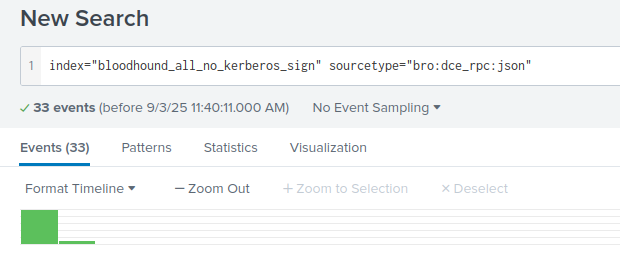 New Search
1 index="bloodhound_all_no_kerberos_sign" sourcetype="bro:dce_rpc:json"
✓ 33 events (before 9/3/25 11:40:11.000 AM) No Event Sampling ▾
Events (33) Patterns Statistics Visualization
Format Timeline ▾ — Zoom Out + Zoom to Selection × Deselect